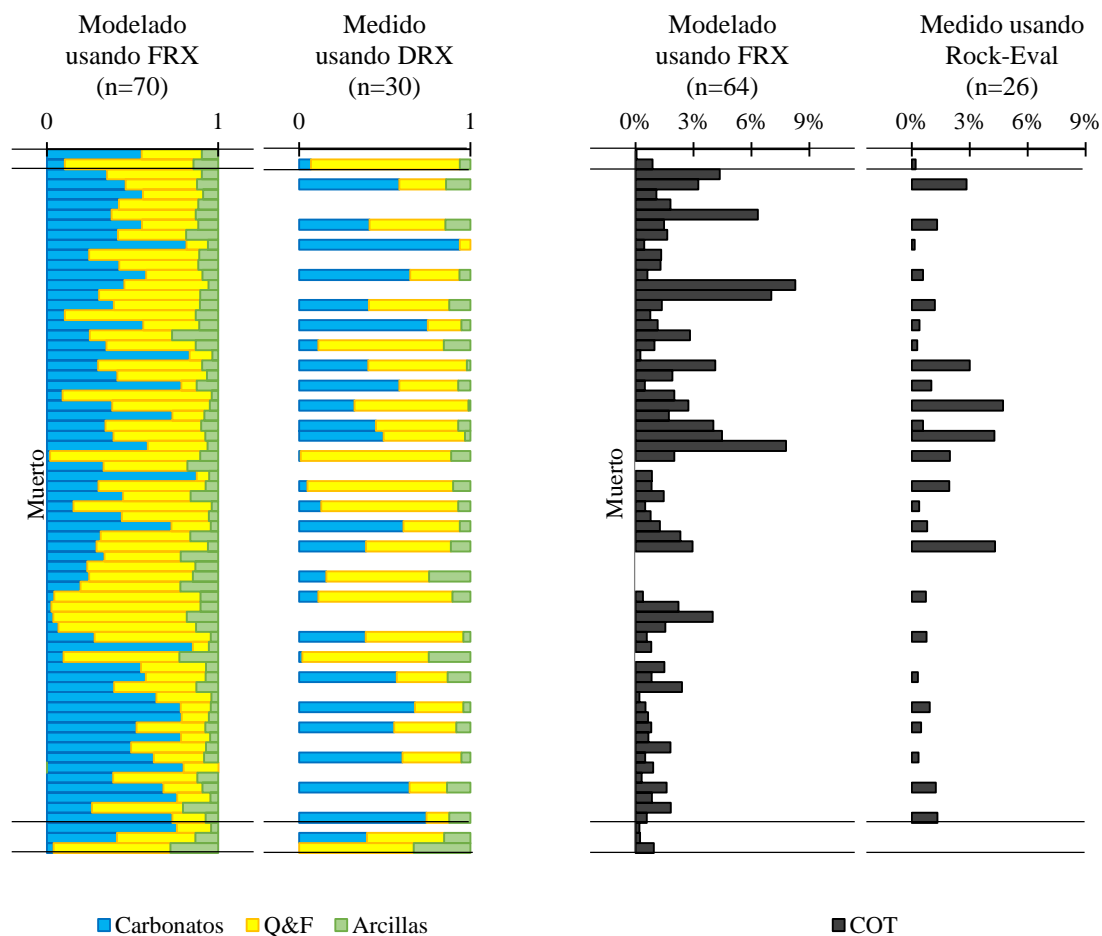 Modelado
usando FRX
(n=70)
Medido
usando DRX
(n=30)
Modelado
usando FRX
(n=64)
Medido usando
Rock-Eval
(n=26)
0 1
0 1
0% 3% 6% 9%
0% 3% 6% 9%
Muerto
Muerto
Carbonatos Q&F Arcillas
COT